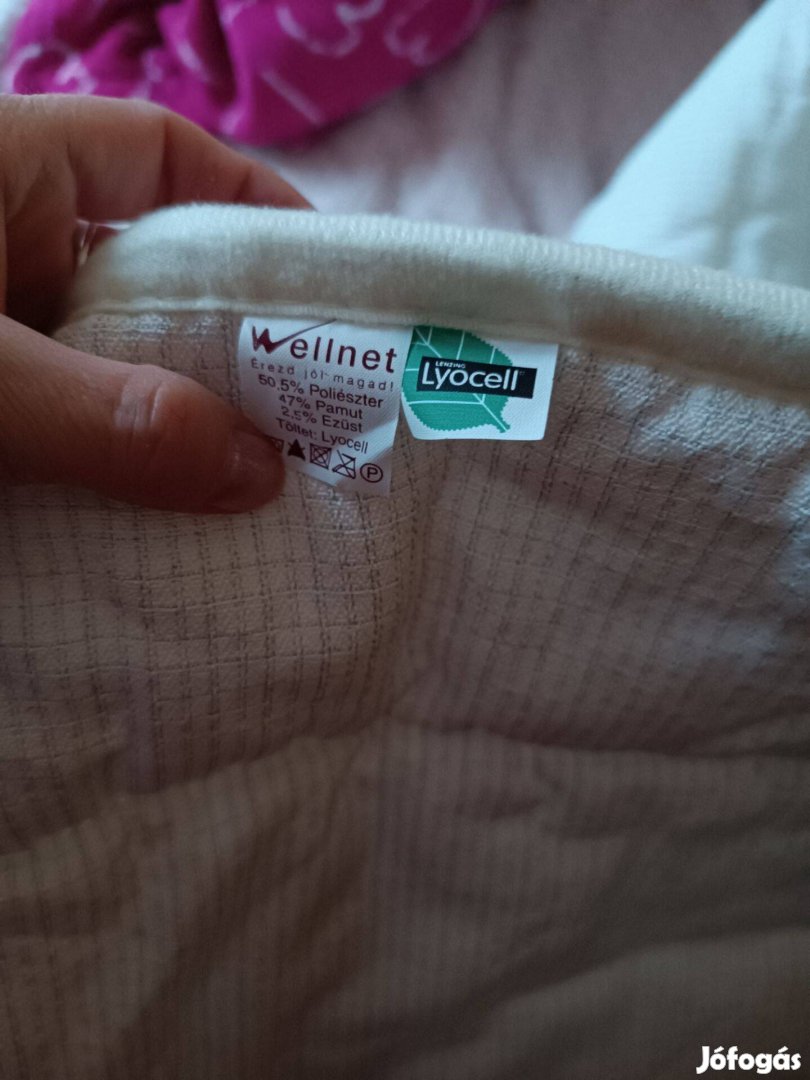 Wellnet
Érezd jól magad!
50,5% Poliészter
47% Pamut
2,5% Ezüst
Töltet: Lyocell
P
LENZING
Lyocell
Jófogás